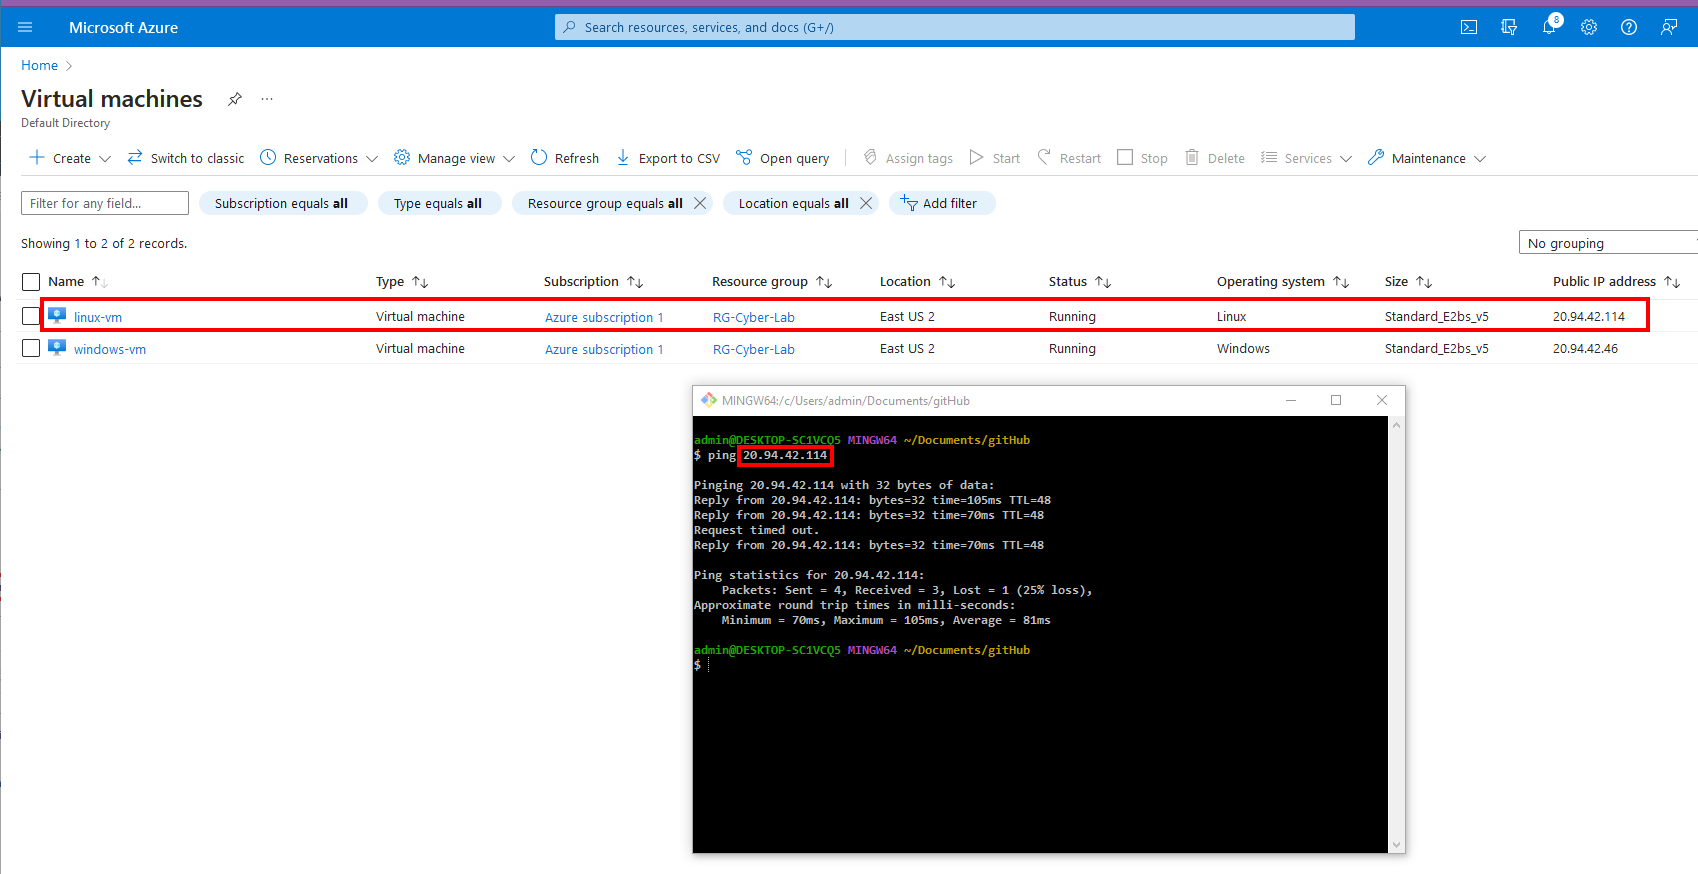 Microsoft Azure
Search resources, services, and docs (G+/)
8
Home
Virtual machines
Default Directory
Create Switch to classic Reservations Manage view Refresh Export to CSV Open query Assign tags Start Restart Stop Delete Services Maintenance
Filter for any field... Subscription equals all Type equals all Resource group equals all Location equals all Add filter
Showing 1 to 2 of 2 records. No grouping
Name Type Subscription Resource group Location Status Operating system Size Public IP address
linux-vm Virtual machine Azure subscription 1 RG-Cyber-Lab East US 2 Running Linux Standard_E2bs_v5 20.94.42.114
windows-vm Virtual machine Azure subscription 1 RG-Cyber-Lab East US 2 Running Windows Standard_E2bs_v5 20.94.42.46
MINGW64:/c/Users/admin/Documents/gitHub
admin@DESKTOP-SC1VCQ5 MINGW64 ~/Documents/gitHub
$ ping 20.94.42.114
Pinging 20.94.42.114 with 32 bytes of data:
Reply from 20.94.42.114: bytes=32 time=105ms TTL=48
Reply from 20.94.42.114: bytes=32 time=70ms TTL=48
Request timed out.
Reply from 20.94.42.114: bytes=32 time=70ms TTL=48
Ping statistics for 20.94.42.114:
Packets: Sent = 4, Received = 3, Lost = 1 (25% loss),
Approximate round trip times in milli-seconds:
Minimum = 70ms, Maximum = 105ms, Average = 81ms
admin@DESKTOP-SC1VCQ5 MINGW64 ~/Documents/gitHub
$